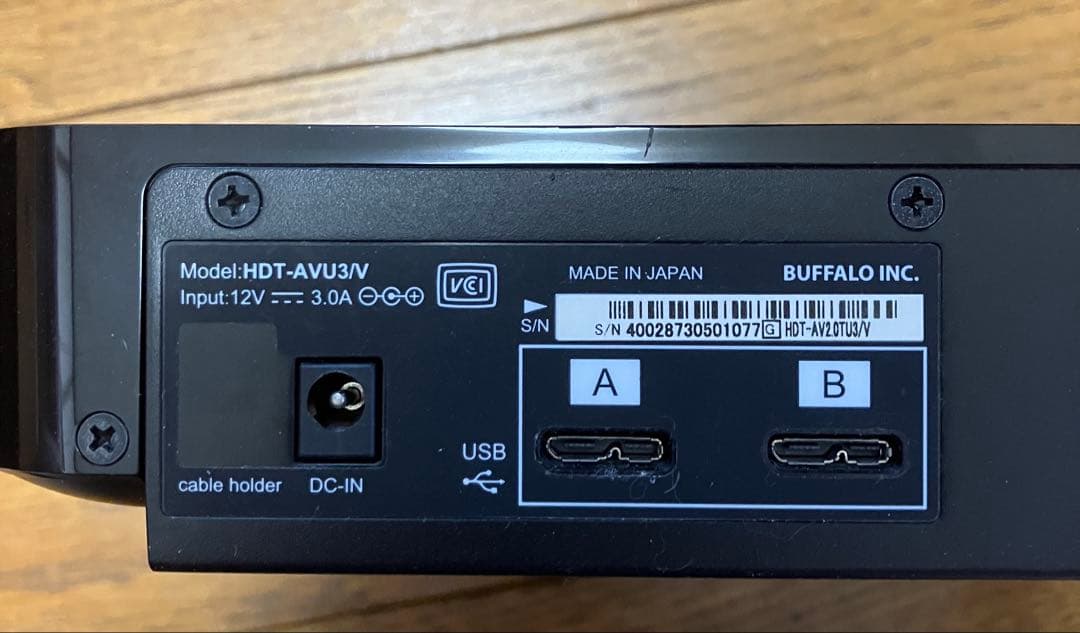 Model:HDT-AVU3/V
Input:12V 3.0A
VCCI
MADE IN JAPAN
BUFFALO INC.
S/N
S/N 40028730501077 G HDT-AV2.0TU3/V
A
B
USB
cable holder
DC-IN